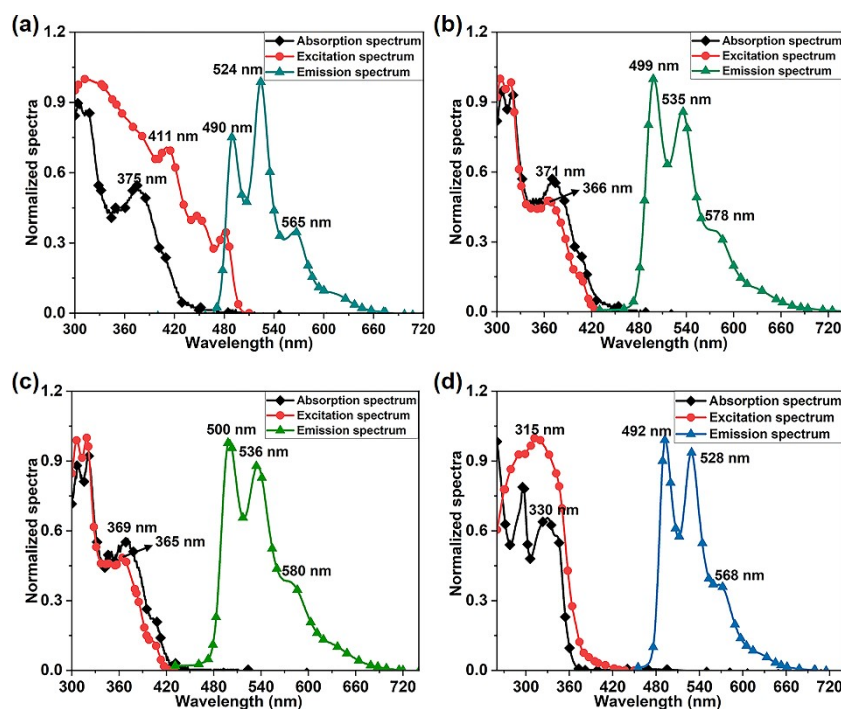 (a)
1.2
0.9
0.6
0.3
0.0
Normalized spectra
Absorption spectrum
Excitation spectrum
Emission spectrum
524 nm
490 nm
411 nm
375 nm
565 nm
300 360 420 480 540 600 660 720
Wavelength (nm)
(b)
1.2
0.9
0.6
0.3
0.0
Normalized spectra
Absorption spectrum
Excitation spectrum
Emission spectrum
499 nm
535 nm
371 nm
366 nm
578 nm
300 360 420 480 540 600 660 720
Wavelength (nm)
(c)
1.2
0.9
0.6
0.3
0.0
Normalized spectra
Absorption spectrum
Excitation spectrum
Emission spectrum
500 nm
536 nm
369 nm
365 nm
580 nm
300 360 420 480 540 600 660 720
Wavelength (nm)
(d)
1.2
0.9
0.6
0.3
0.0
Normalized spectra
Absorption spectrum
Excitation spectrum
Emission spectrum
315 nm
492 nm
528 nm
330 nm
568 nm
300 360 420 480 540 600 660 720
Wavelength (nm)